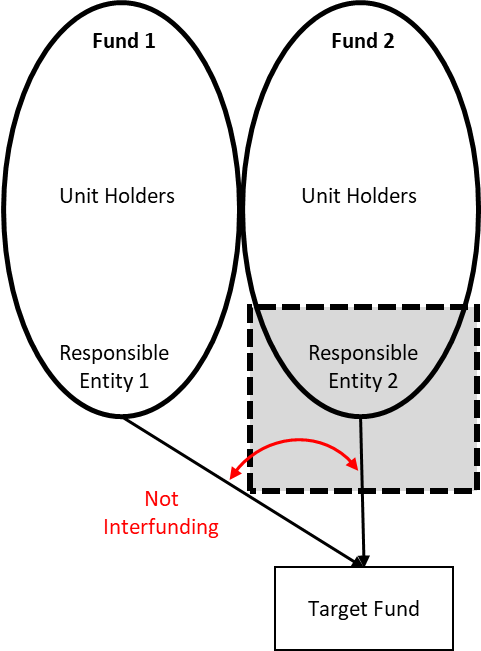 Fund 1
Fund 2
Unit Holders
Unit Holders
Responsible
Entity 1
Responsible
Entity 2
Not
Interfunding
Target Fund